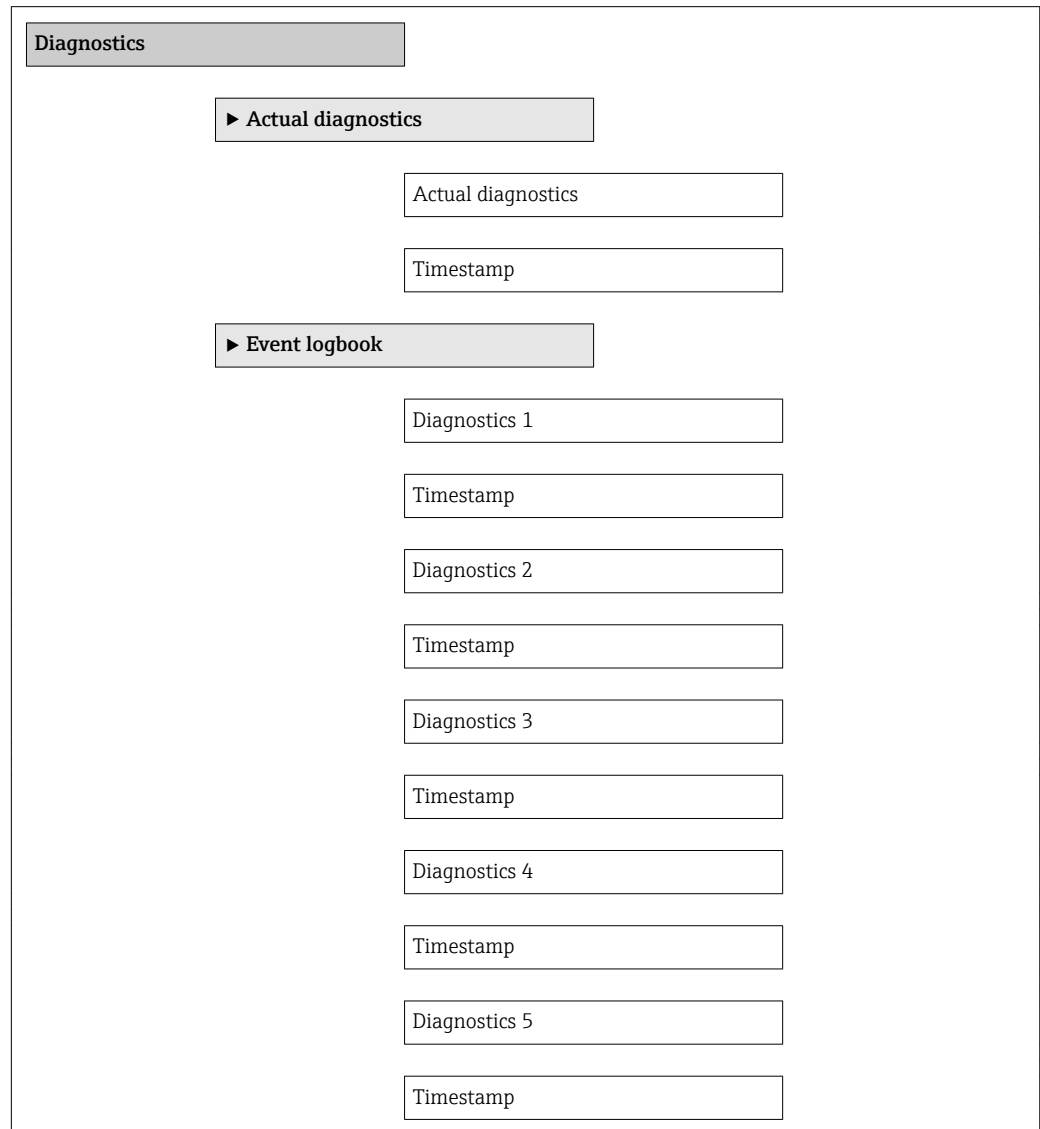 Diagnostics
▶ Actual diagnostics
Actual diagnostics
Timestamp
▶ Event logbook
Diagnostics 1
Timestamp
Diagnostics 2
Timestamp
Diagnostics 3
Timestamp
Diagnostics 4
Timestamp
Diagnostics 5
Timestamp